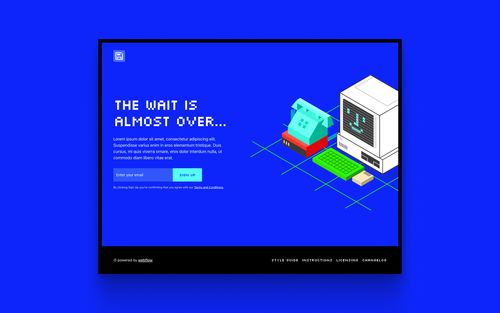 THE WAIT IS
ALMOST OVER...
Lorem ipsum dolor sit amet, consectetur adipiscing elit.
Suspendisse varius enim in eros elementum tristique. Duis
cursus, mi quis viverra ornare, eros dolor interdum nulla, ut
commodo diam libero vitae erat.
Enter your email
SIGN UP
By Clicking Sign Up you're confirming that you agree with our Terms and Conditions.
© powered by webflow
STYLE GUIDE INSTRUCTIONS LICENSING CHANGELOG